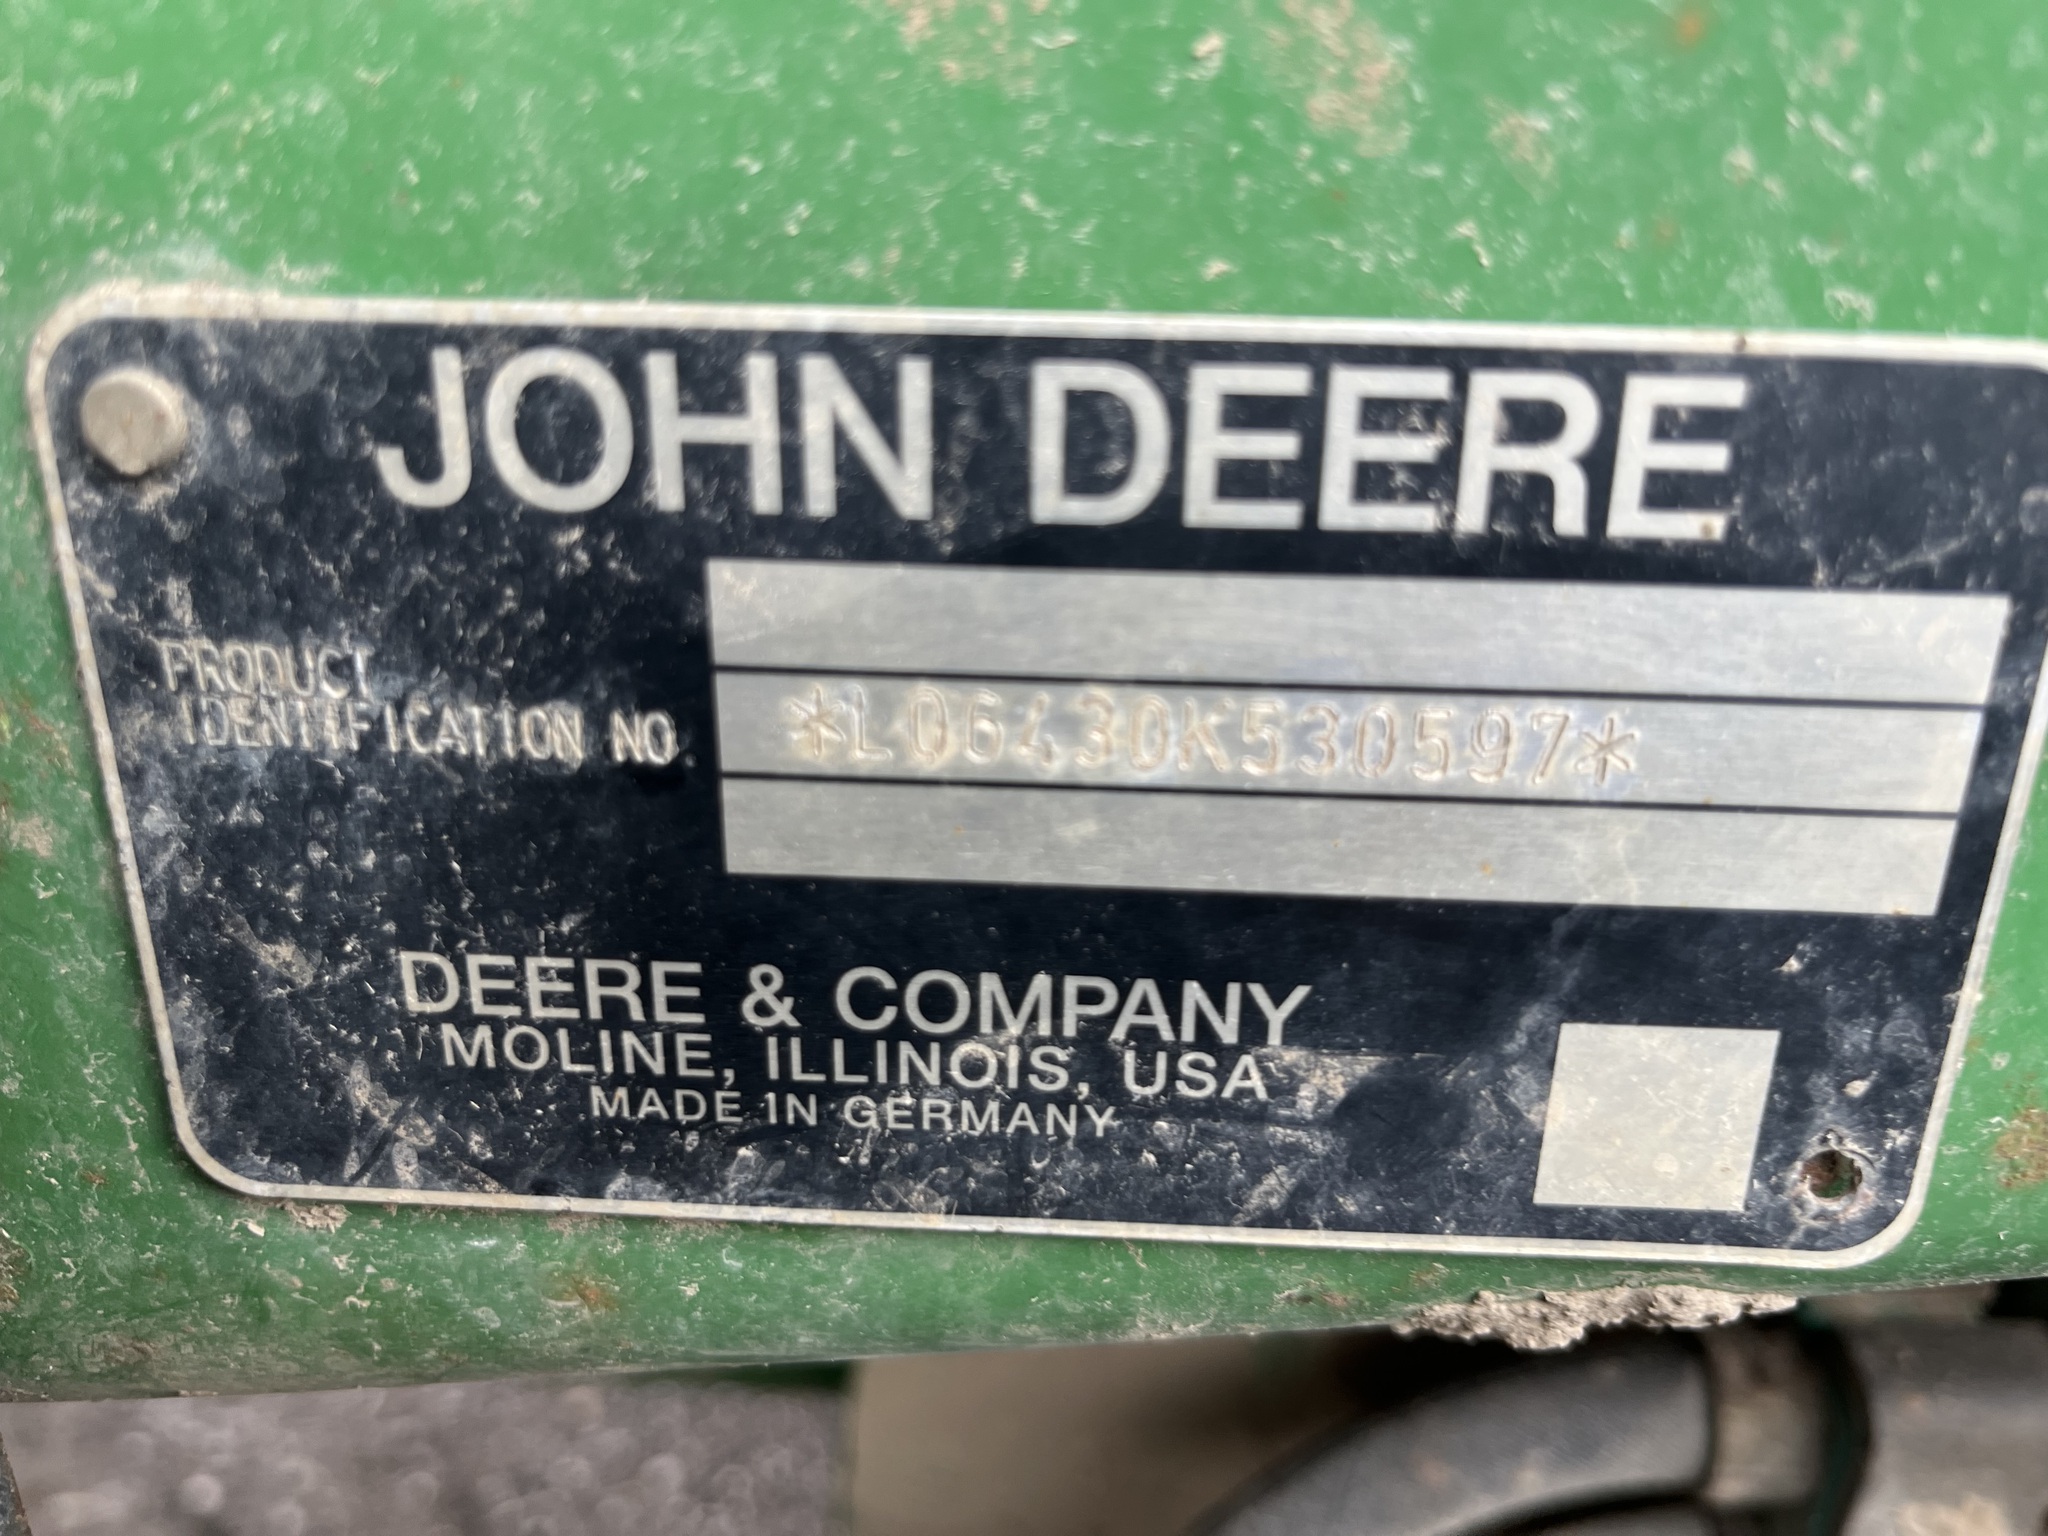 JOHN DEERE
PRODUCT
IDENTIFICATION NO.
*L06430K530597*
DEERE & COMPANY
MOLINE, ILLINOIS, USA
MADE IN GERMANY